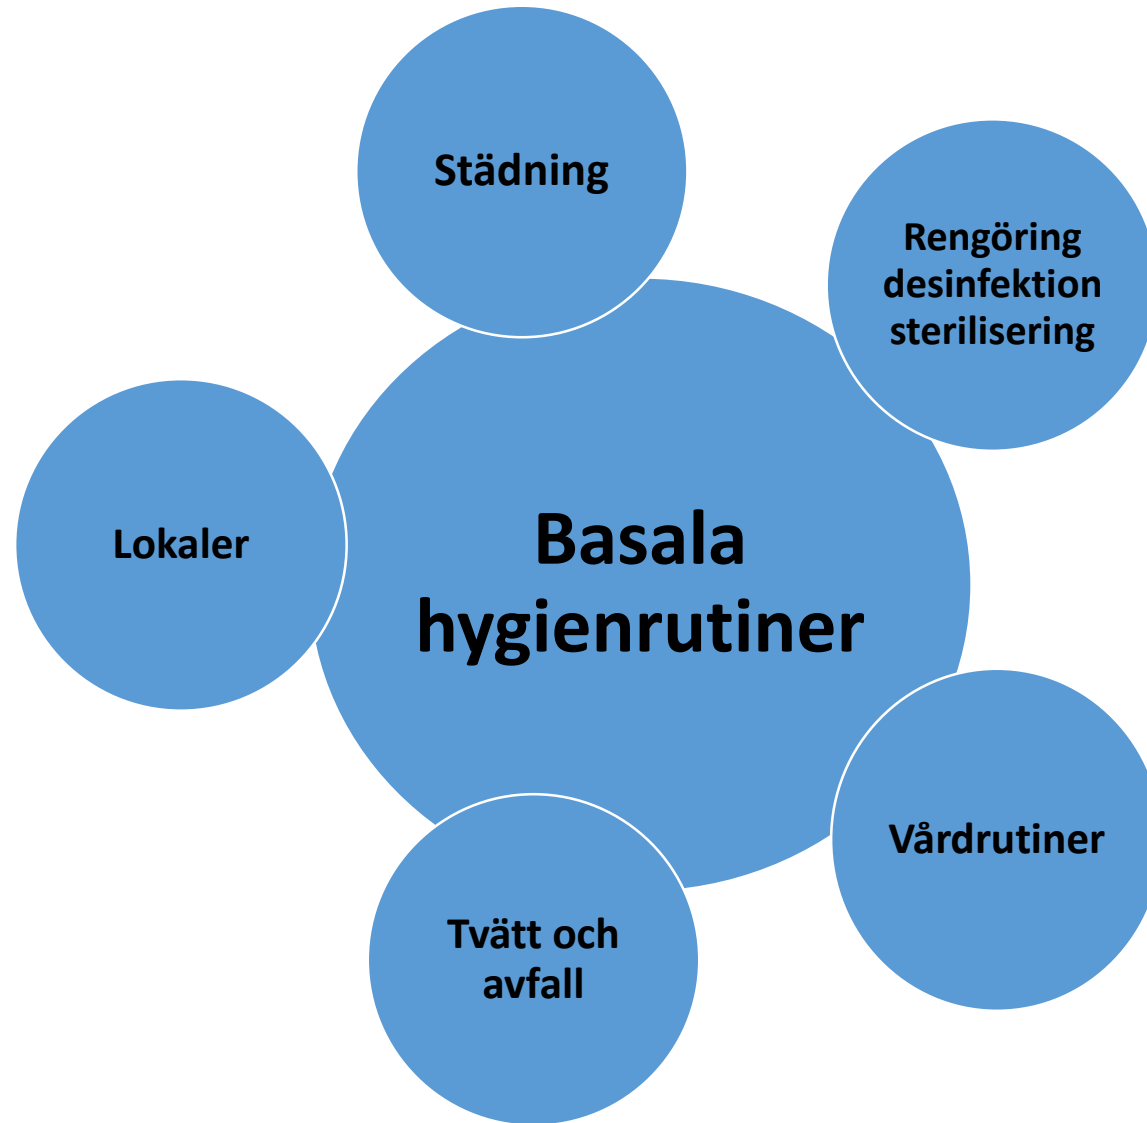 Städning
Rengöring
desinfektion
sterilisering
Lokaler
Basala
hygienrutiner
Vårdrutiner
Tvätt och
avfall